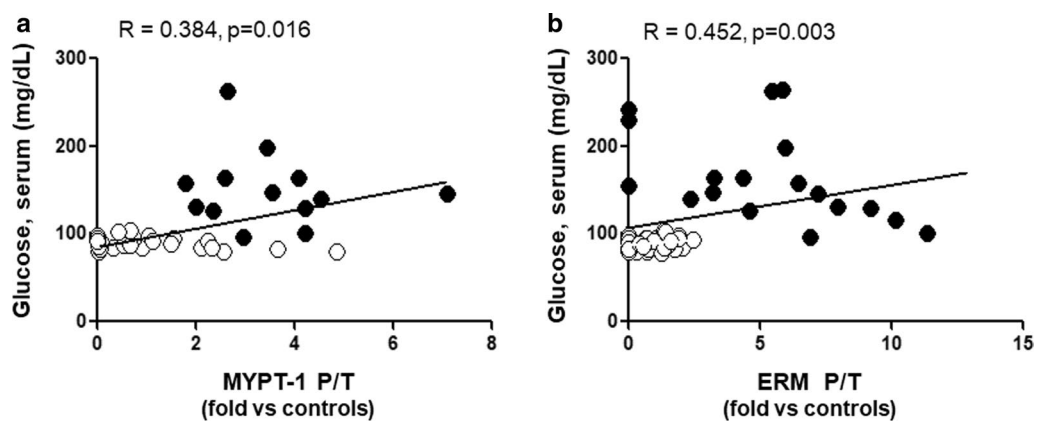 a
R = 0.384, p=0.016
Glucose, serum (mg/dL)
300
200
100
0
0 2 4 6 8
MYPT-1 P/T
(fold vs controls)
b
R = 0.452, p=0.003
Glucose, serum (mg/dL)
300
200
100
0
0 5 10 15
ERM P/T
(fold vs controls)